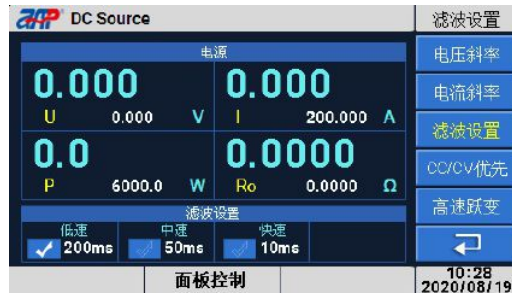 AAP DC Source
滤波设置
电源
0.000 0.000
U 0.000 V I 200.000 A
0.0 0.0000
P 6000.0 W Ro 0.0000 Ω
滤波设置
低速 中速 快速
200ms 50ms 10ms
电压斜率
电流斜率
滤波设置
CC/CV优先
高速跃变
面板控制
10:28
2020/08/19